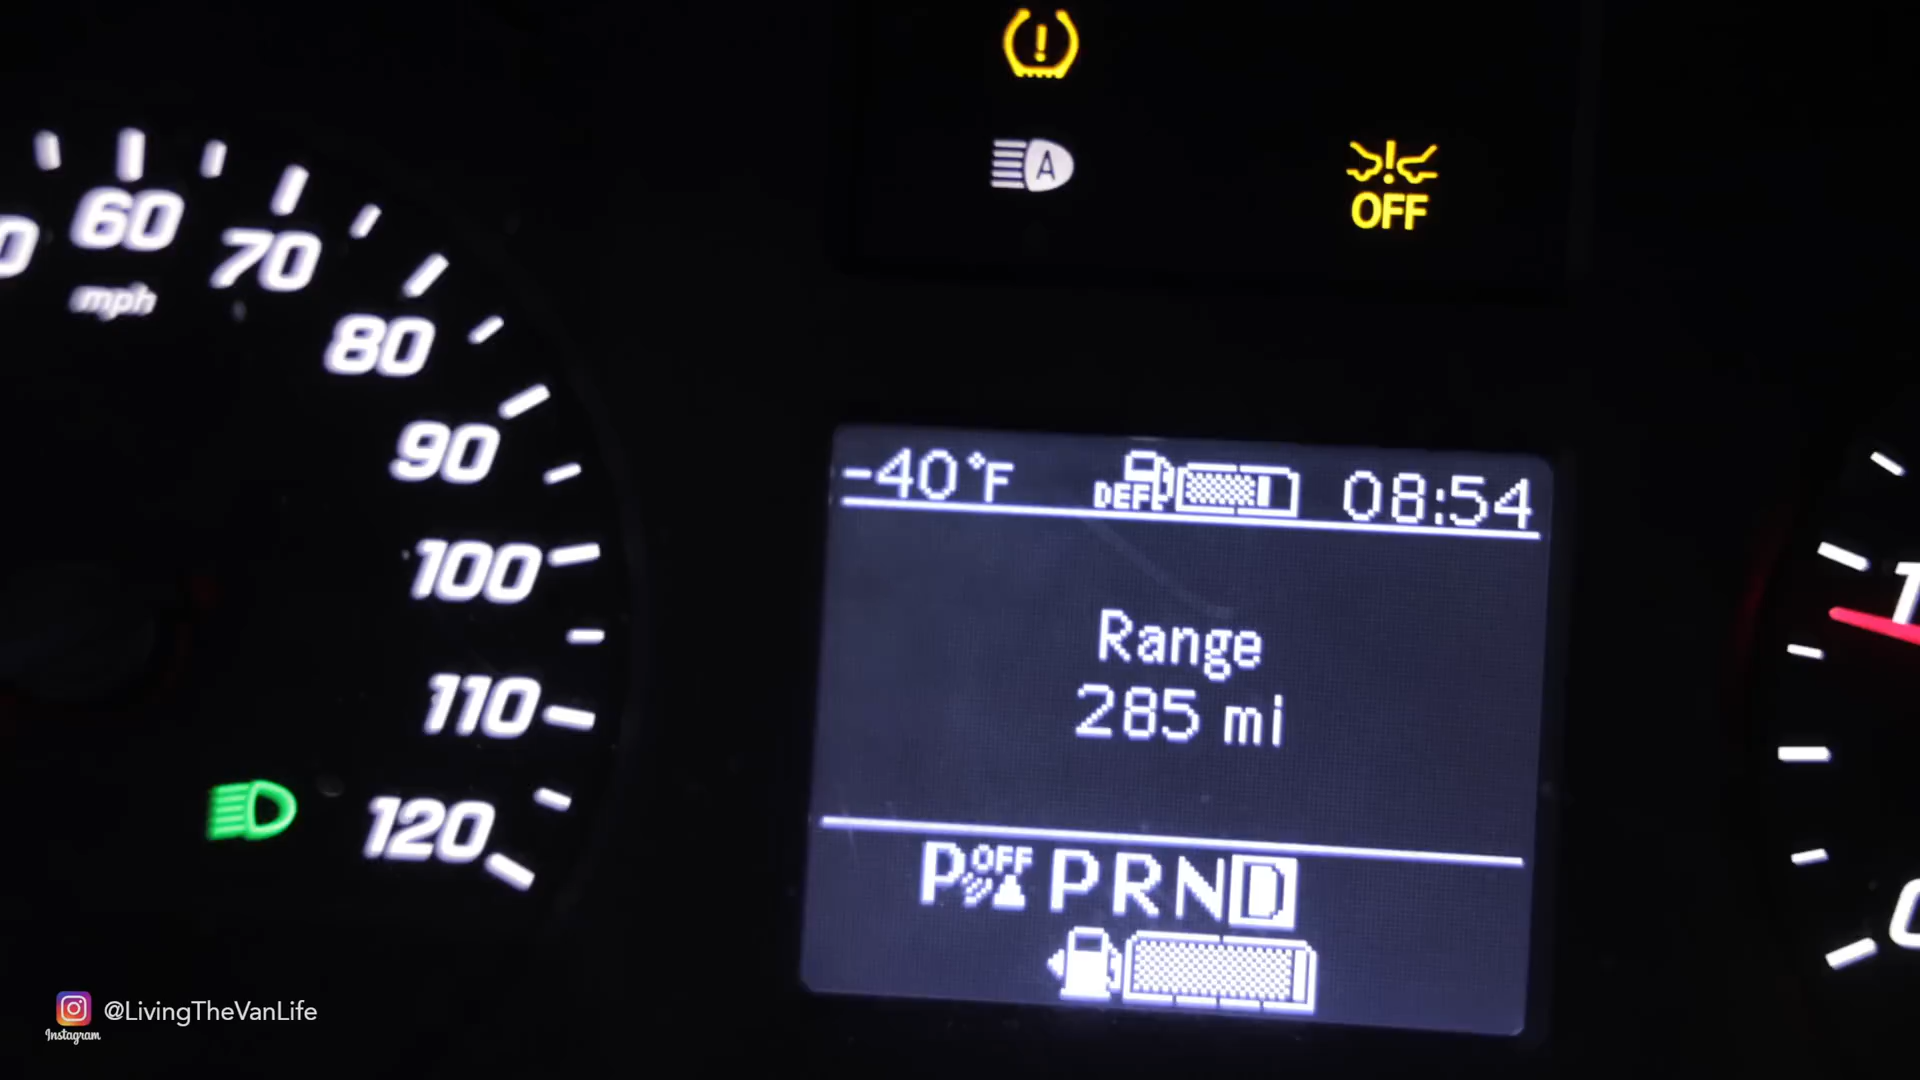 60
70
mph
80
90
100
110
120
A
OFF
-40°F
DEF
08:54
Range
285 mi
P OFF P R N D
0
@LivingTheVanLife
Instagram